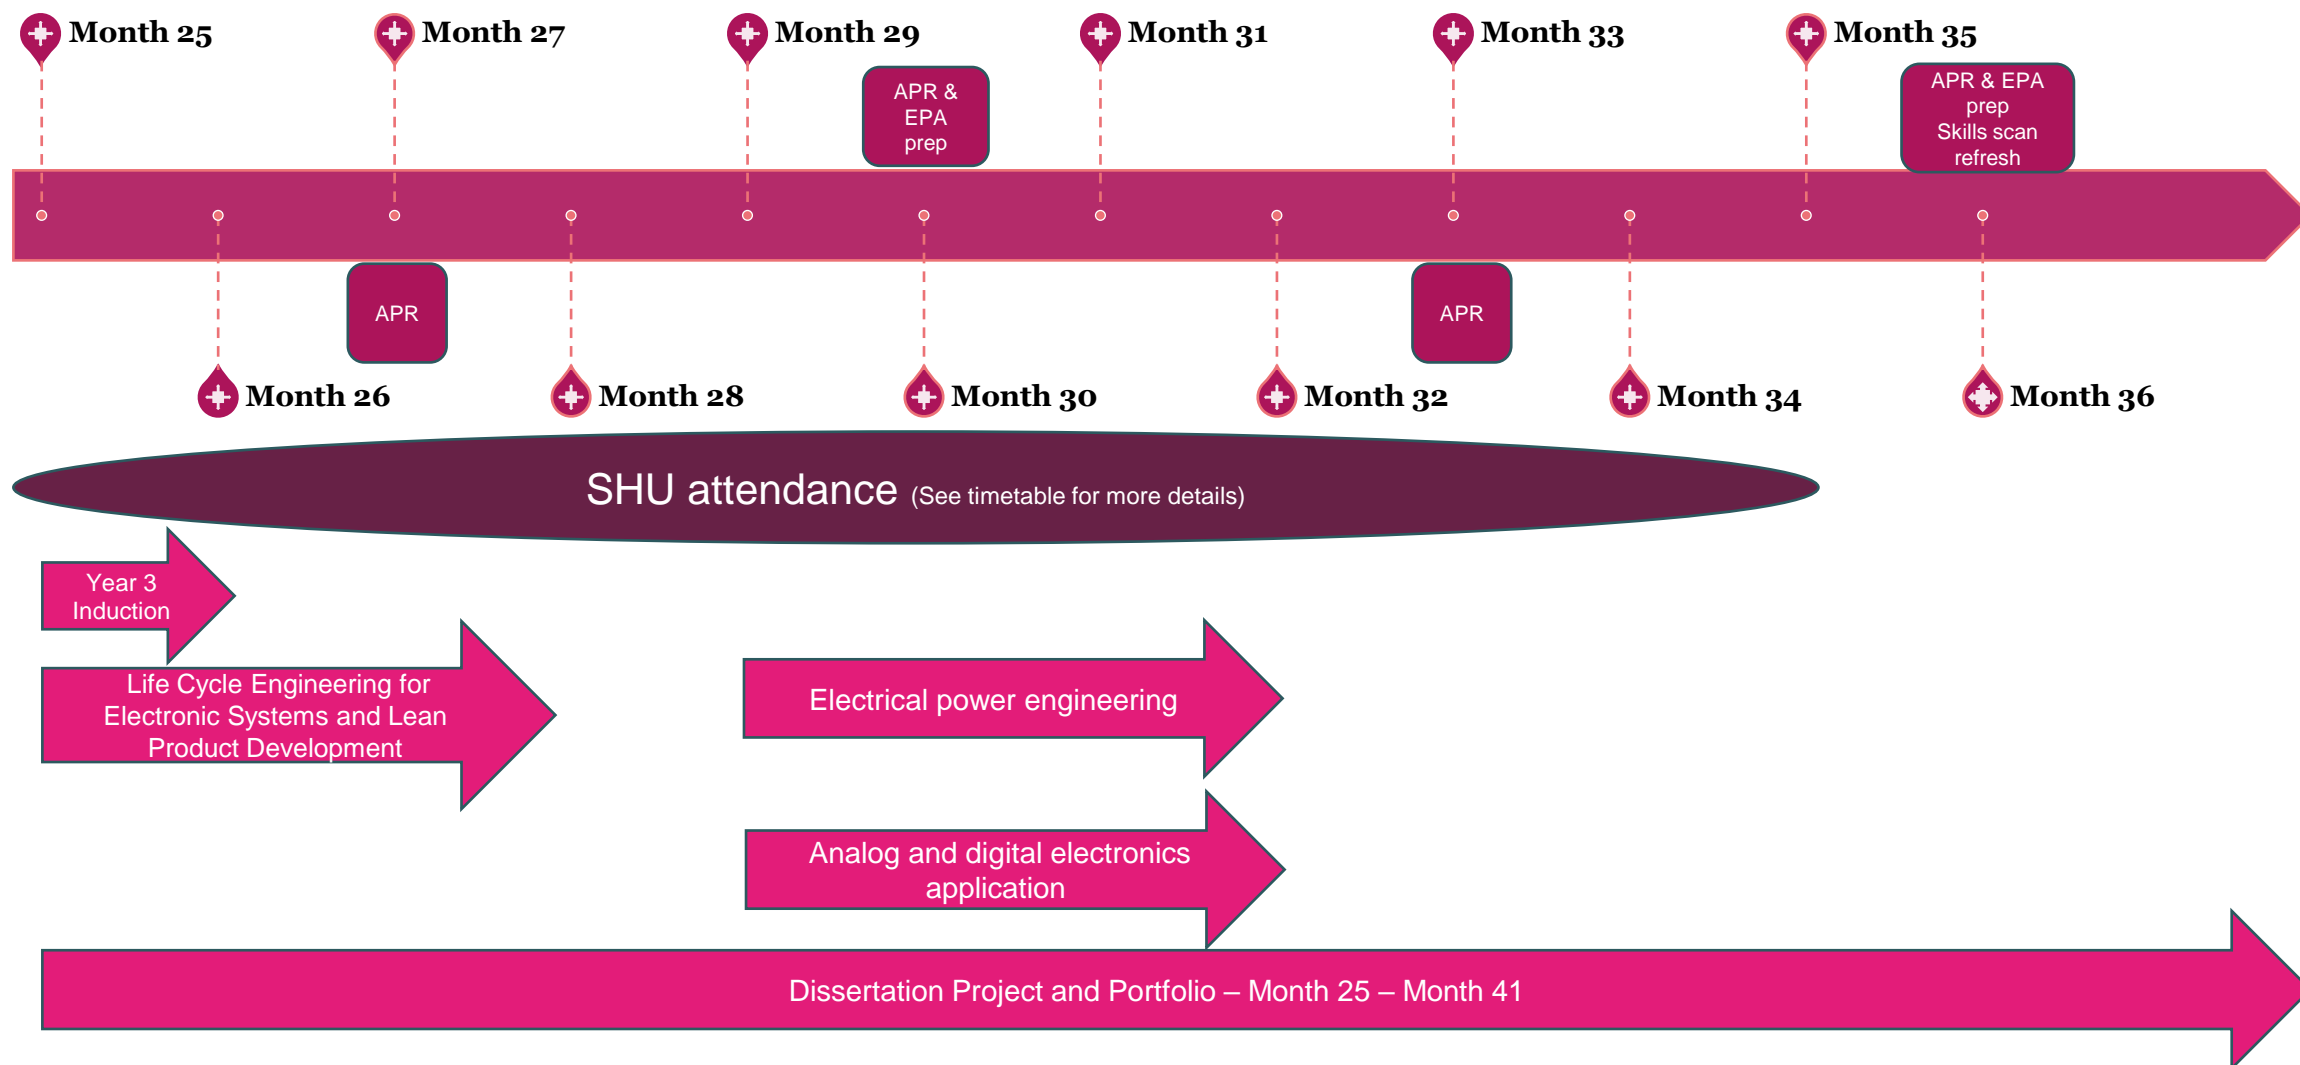 Month 25
Month 27
Month 29
Month 31
Month 33
Month 35
APR &
EPA
prep
APR & EPA
prep
Skills scan
refresh
APR
APR
Month 26
Month 28
Month 30
Month 32
Month 34
Month 36
SHU attendance (See timetable for more details)
Year 3
Induction
Life Cycle Engineering for
Electronic Systems and Lean
Product Development
Electrical power engineering
Analog and digital electronics
application
Dissertation Project and Portfolio – Month 25 – Month 41